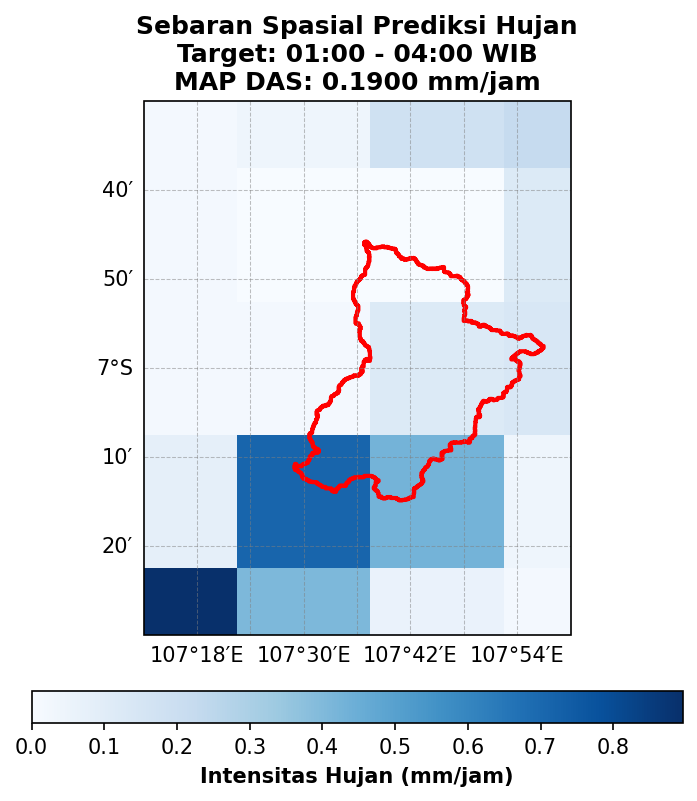 Sebaran Spasial Prediksi Hujan
Target: 01:00 - 04:00 WIB
MAP DAS: 0.1900 mm/jam
40′
50′
7°S
10′
20′
107°18′E 107°30′E 107°42′E 107°54′E
0.0 0.1 0.2 0.3 0.4 0.5 0.6 0.7 0.8
Intensitas Hujan (mm/jam)